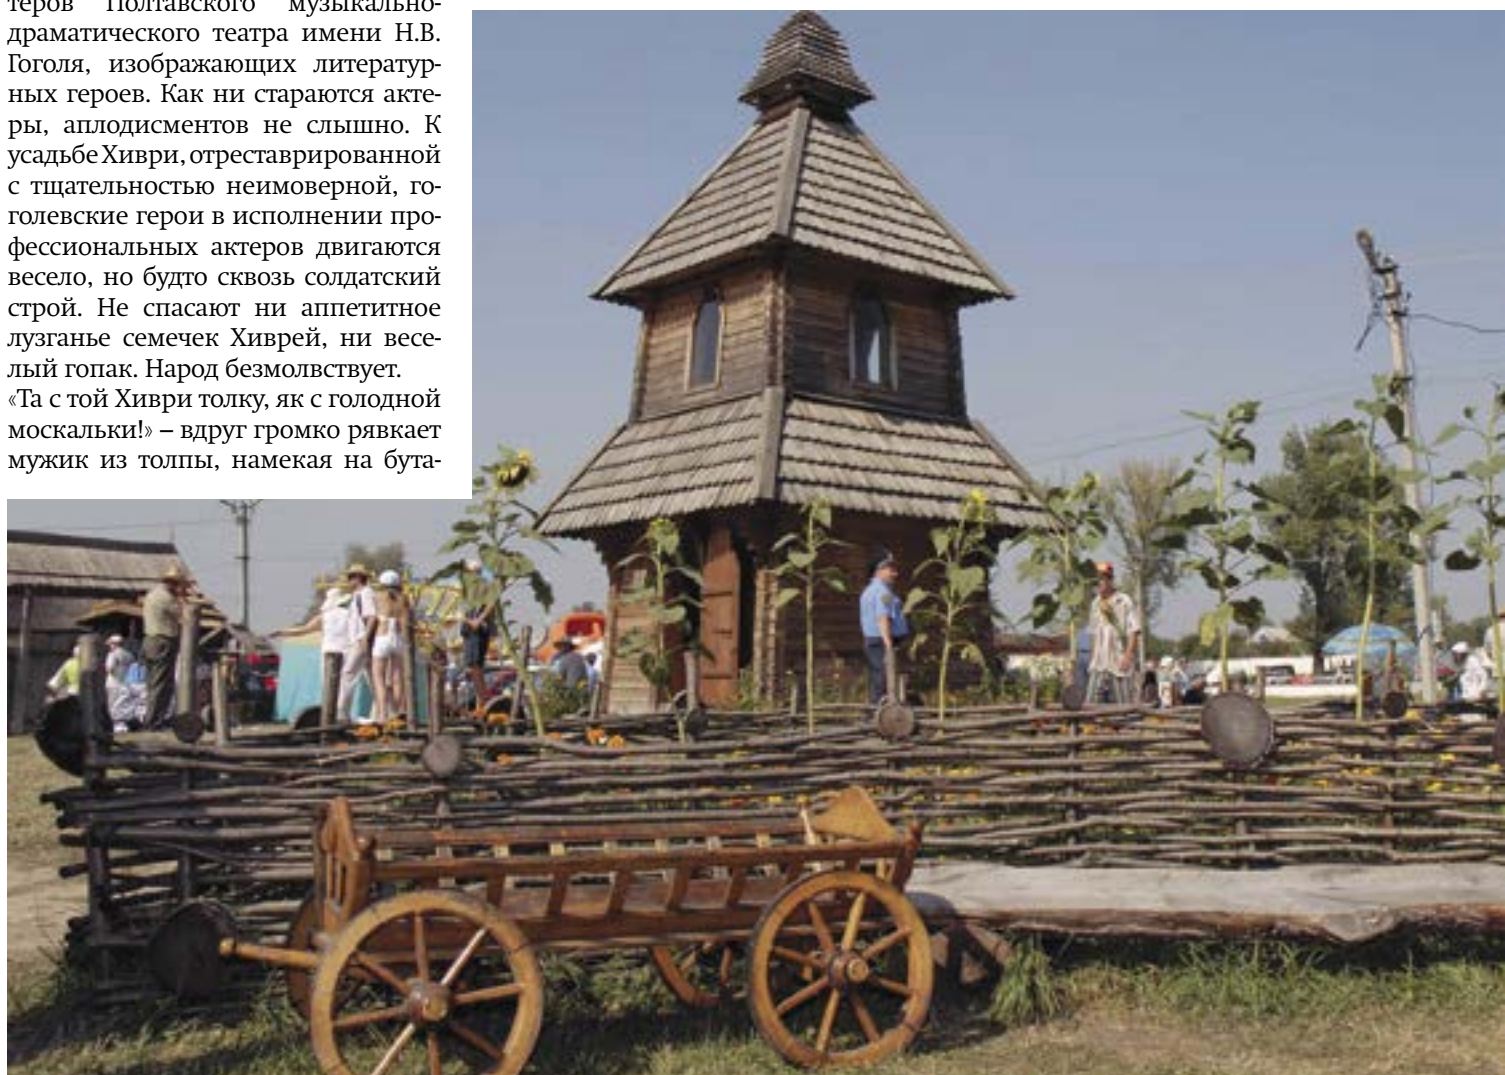 теров Полтавского музыкально-
драматического театра имени Н.В.
Гоголя, изображающих литератур-
ных героев. Как ни стараются акте-
ры, аплодисментов не слышно. К
усадьбе Хиври, отреставрированной
с тщательностью неимоверной, го-
голевские герои в исполнении про-
фессиональных актеров двигаются
весело, но будто сквозь солдатский
строй. Не спасают ни аппетитное
лузганье семечек Хиврей, ни весе-
лый гопак. Народ безмолвствует.
«Та с той Хиври толку, як с голодной
москальки!» – вдруг громко рявкает
мужик из толпы, намекая на бута-